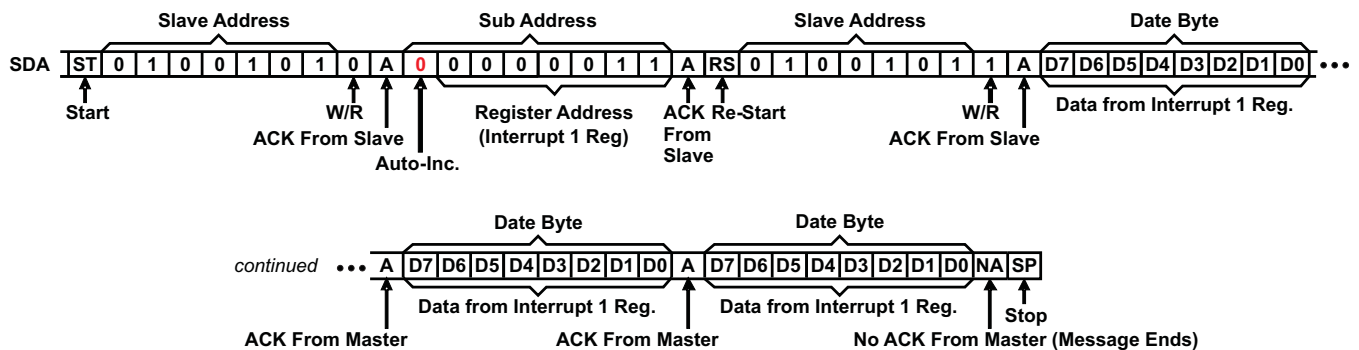 Slave Address Sub Address Slave Address Date Byte
SDA ST 0 1 0 0 1 0 1 0 A 0 0 0 0 0 0 1 1 A RS 0 1 0 0 1 0 1 1 A D7 D6 D5 D4 D3 D2 D1 D0 •••
Start W/R Register Address ACK Re-Start W/R Data from Interrupt 1 Reg.
ACK From Slave (Interrupt 1 Reg) From ACK From Slave
Auto-Inc. Slave
Date Byte Date Byte
continued ••• A D7 D6 D5 D4 D3 D2 D1 D0 A D7 D6 D5 D4 D3 D2 D1 D0 NA SP
Data from Interrupt 1 Reg. Data from Interrupt 1 Reg. Stop
ACK From Master ACK From Master No ACK From Master (Message Ends)